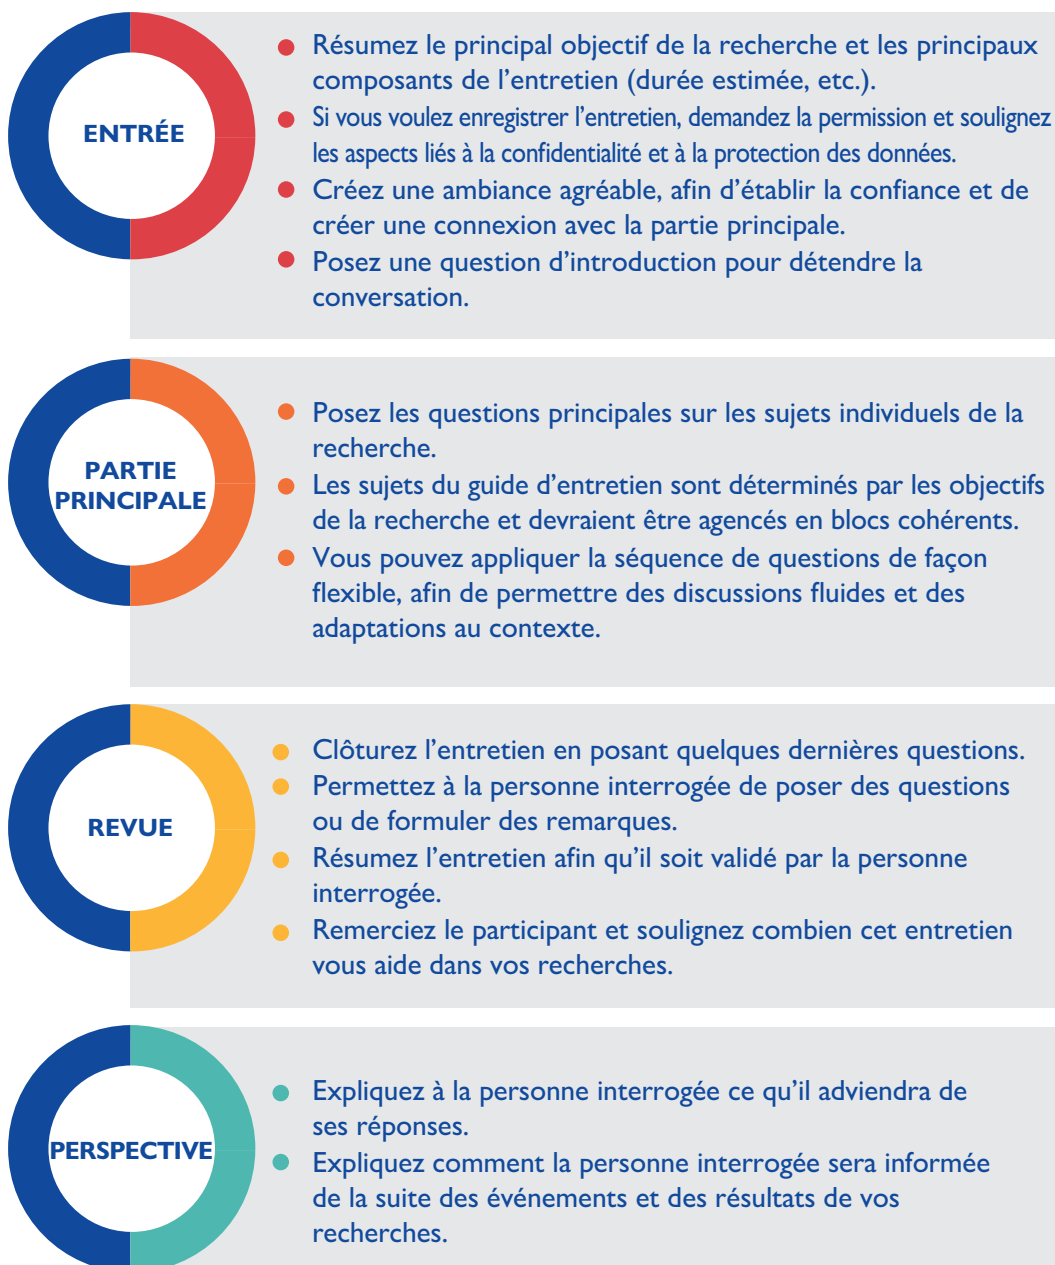 ENTRÉE
● Résumez le principal objectif de la recherche et les principaux
composants de l’entretien (durée estimée, etc.).
● Si vous voulez enregistrer l’entretien, demandez la permission et soulignez
les aspects liés à la confidentialité et à la protection des données.
● Créez une ambiance agréable, afin d’établir la confiance et de
créer une connexion avec la partie principale.
● Posez une question d’introduction pour détendre la
conversation.
PARTIE
PRINCIPALE
● Posez les questions principales sur les sujets individuels de la
recherche.
● Les sujets du guide d’entretien sont déterminés par les objectifs
de la recherche et devraient être agencés en blocs cohérents.
● Vous pouvez appliquer la séquence de questions de façon
flexible, afin de permettre des discussions fluides et des
adaptations au contexte.
REVUE
● Clôturez l’entretien en posant quelques dernières questions.
● Permettez à la personne interrogée de poser des questions
ou de formuler des remarques.
● Résumez l’entretien afin qu’il soit validé par la personne
interrogée.
● Remerciez le participant et soulignez combien cet entretien
vous aide dans vos recherches.
PERSPECTIVE
● Expliquez à la personne interrogée ce qu’il adviendra de
ses réponses.
● Expliquez comment la personne interrogée sera informée
de la suite des événements et des résultats de vos
recherches.